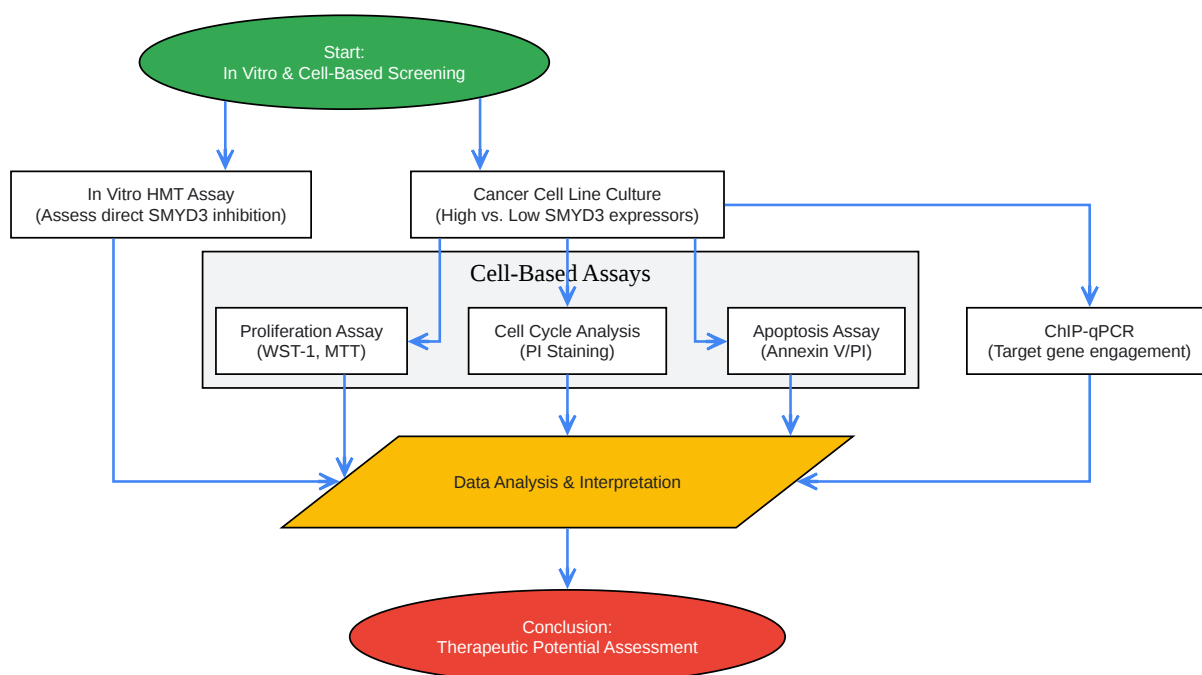 Start:
In Vitro & Cell-Based Screening
In Vitro HMT Assay
(Assess direct SMYD3 inhibition)
Cancer Cell Line Culture
(High vs. Low SMYD3 expressors)
Cell-Based Assays
Proliferation Assay
(WST-1, MTT)
Cell Cycle Analysis
(PI Staining)
Apoptosis Assay
(Annexin V/PI)
ChIP-qPCR
(Target gene engagement)
Data Analysis & Interpretation
Conclusion:
Therapeutic Potential Assessment